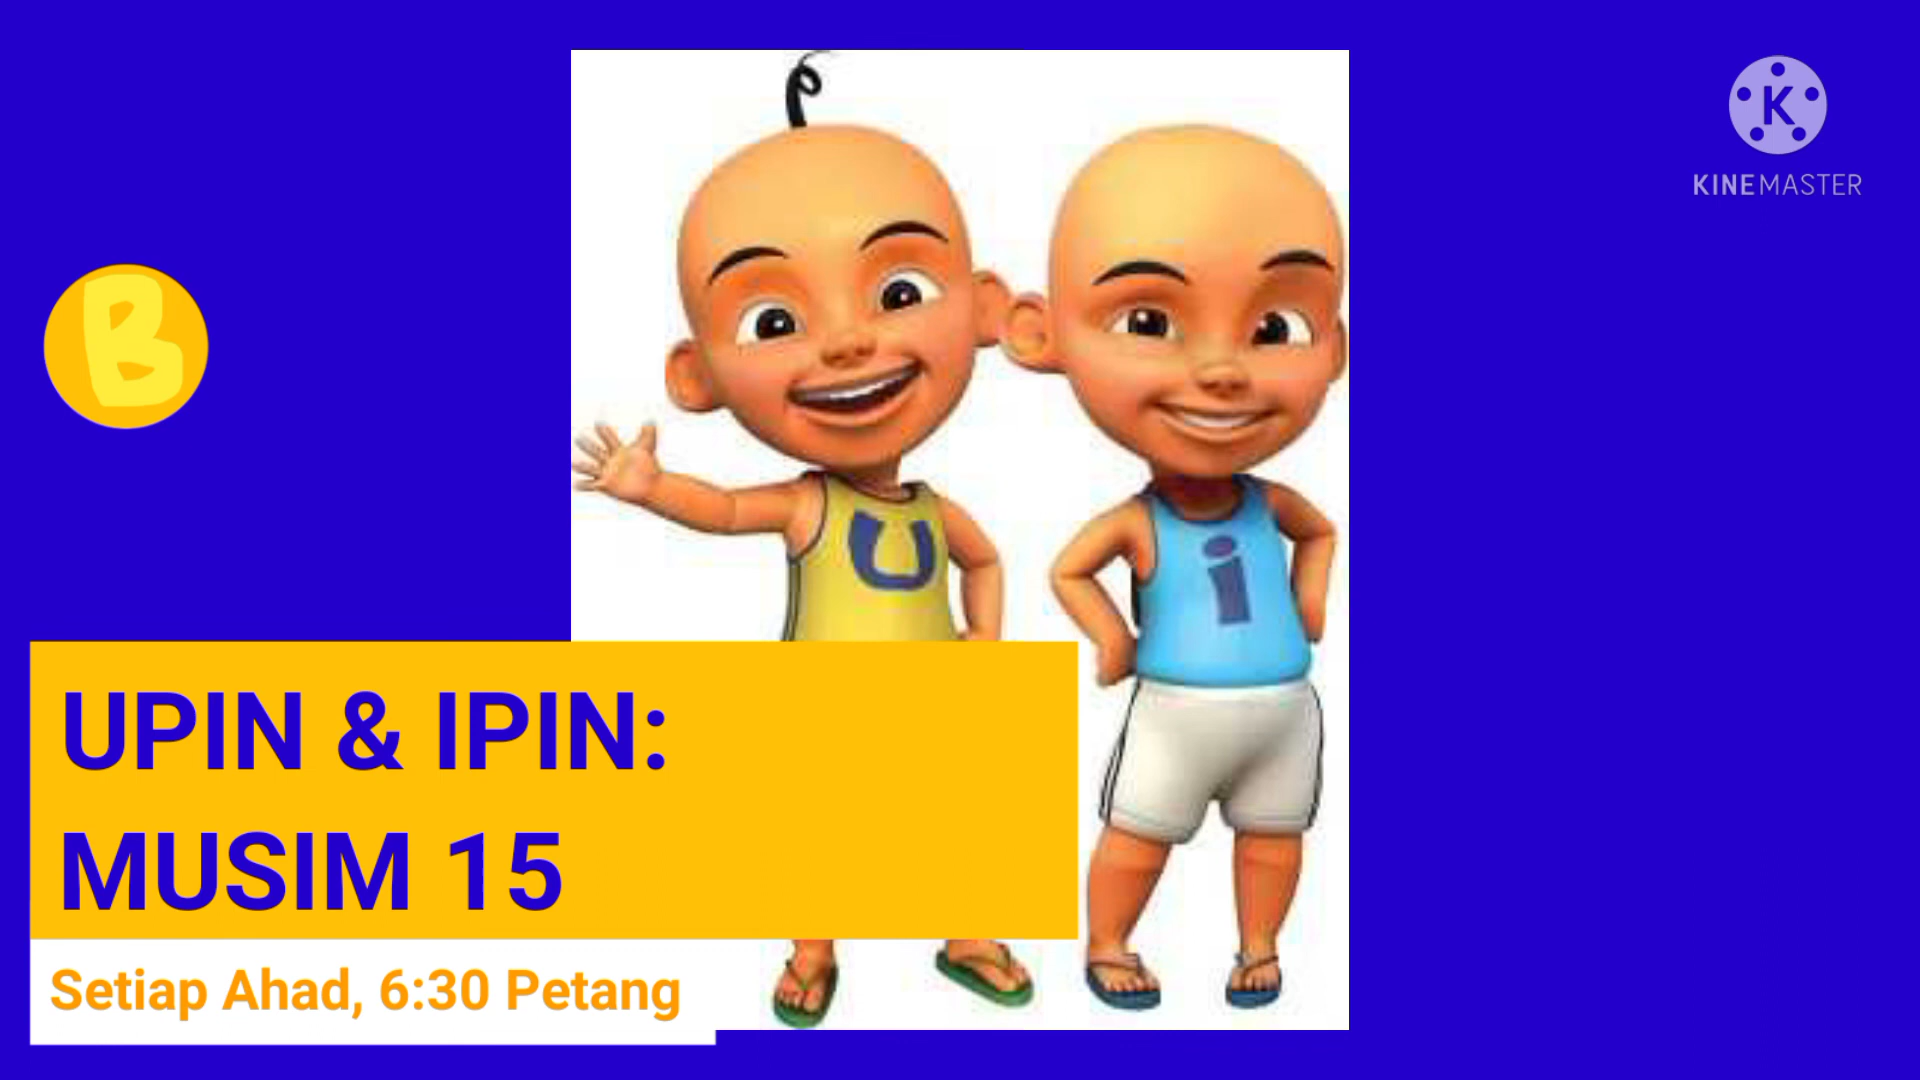 K
KINEMASTER
B
U
i
UPIN & IPIN:
MUSIM 15
Setiap Ahad, 6:30 Petang